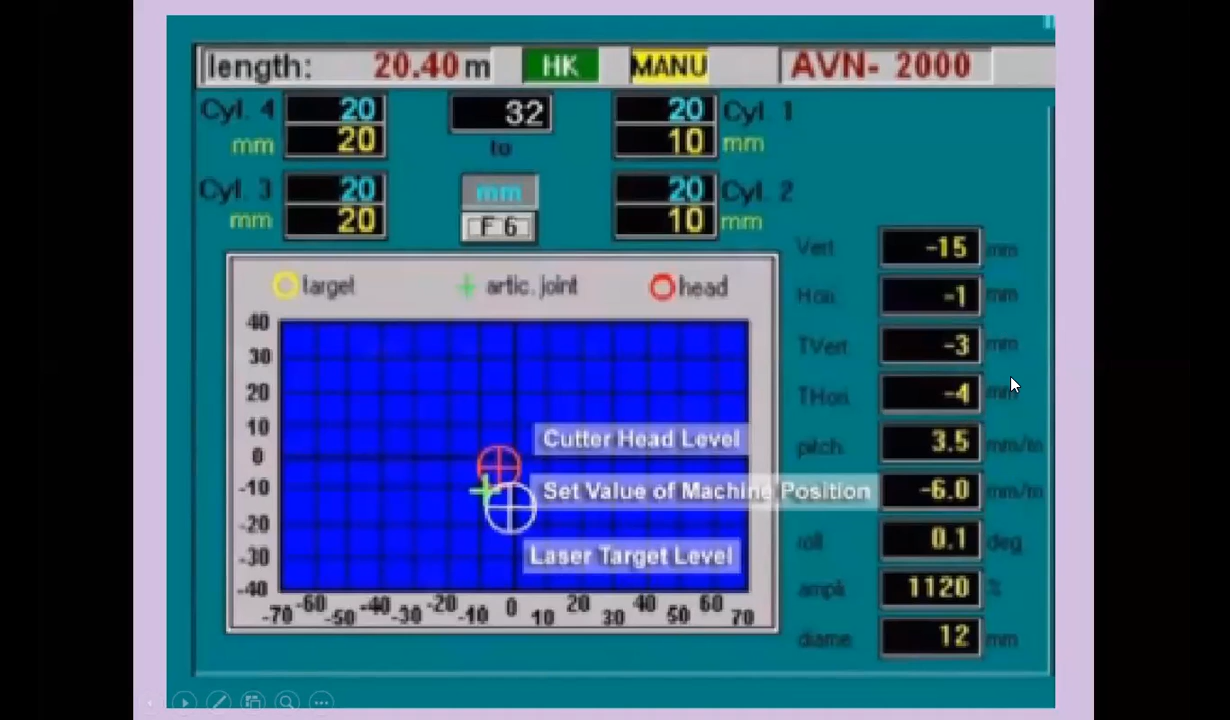 length: 20.40 m HK MANU AVN- 2000
Cyl. 4 20 32 20 Cyl. 1
mm 20 to 10 mm
Cyl. 3 20 mm 20 Cyl. 2
mm 20 F 6 10 mm
target artic. joint head
Vert -15 mm
Hori -1 mm
TVert -3 mm
THori -4 mm
pitch 3.5 mm/m
-6.0 mm/m
roll 0.1 deg
ampli 1120 %
diame 12 mm
40
30
20
10
0
-10
-20
-30
-40
Cutter Head Level
Set Value of Machine Position
Laser Target Level
-70 -60 -50 -40 -30 -20 -10 0 10 20 30 40 50 60 70